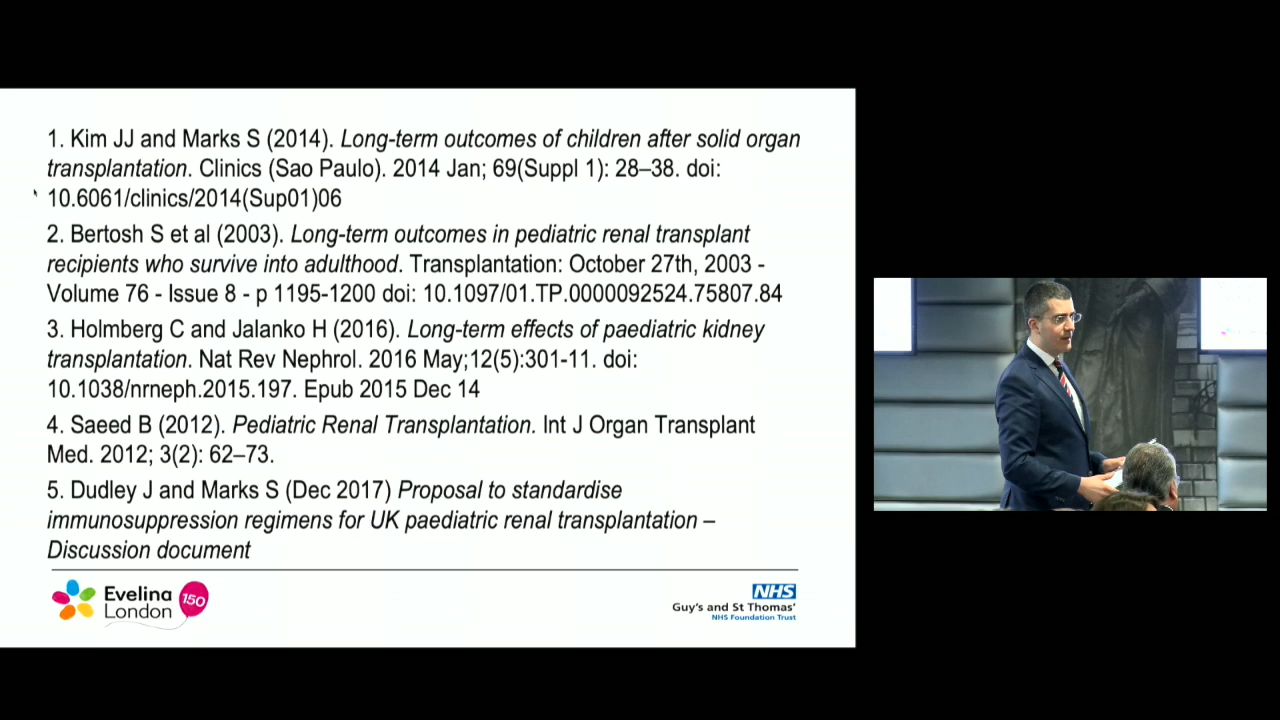 1. Kim JJ and Marks S (2014). Long-term outcomes of children after solid organ
transplantation. Clinics (Sao Paulo). 2014 Jan; 69(Suppl 1): 28–38. doi:
10.6061/clinics/2014(Sup01)06
2. Bertosh S et al (2003). Long-term outcomes in pediatric renal transplant
recipients who survive into adulthood. Transplantation: October 27th, 2003 -
Volume 76 - Issue 8 - p 1195-1200 doi: 10.1097/01.TP.0000092524.75807.84
3. Holmberg C and Jalanko H (2016). Long-term effects of paediatric kidney
transplantation. Nat Rev Nephrol. 2016 May;12(5):301-11. doi:
10.1038/nrneph.2015.197. Epub 2015 Dec 14
4. Saeed B (2012). Pediatric Renal Transplantation. Int J Organ Transplant
Med. 2012; 3(2): 62–73.
5. Dudley J and Marks S (Dec 2017) Proposal to standardise
immunosuppression regimens for UK paediatric renal transplantation –
Discussion document
Evelina
London
150
NHS
Guy's and St Thomas'
NHS Foundation Trust